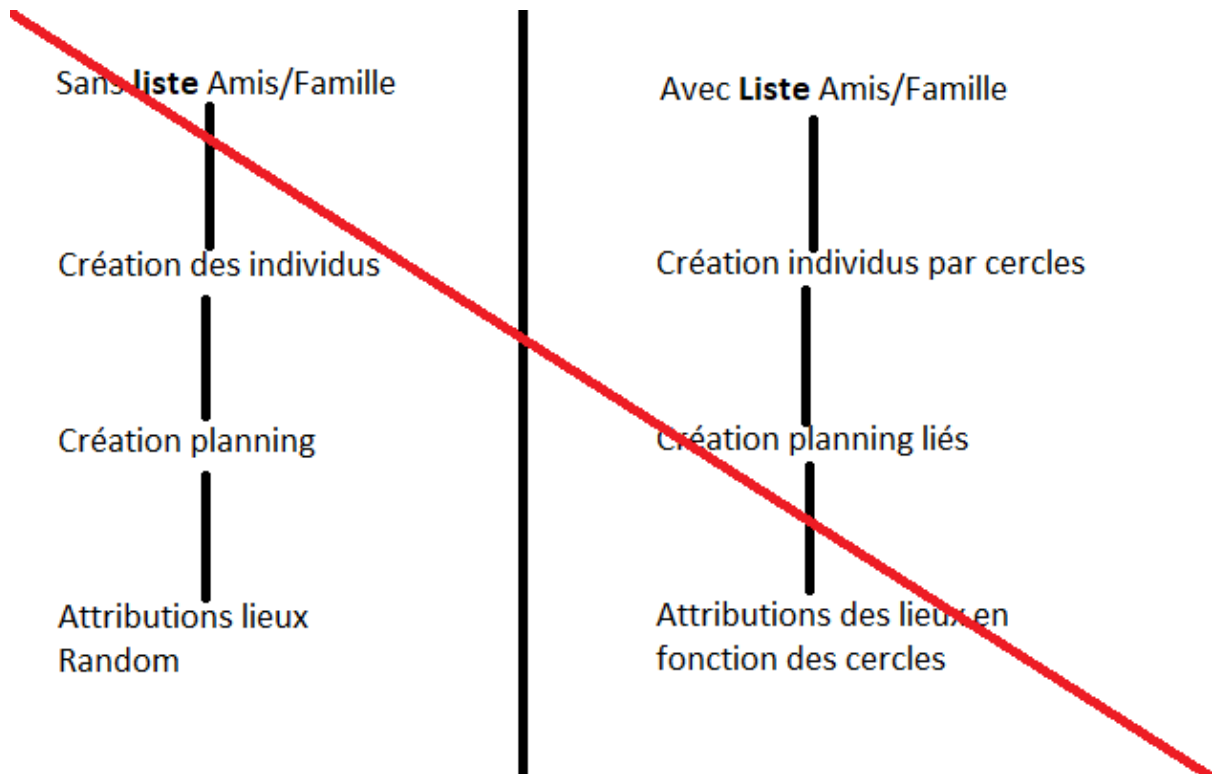 Sans liste Amis/Famille
Création des individus
Création planning
Attributions lieux
Random
Avec Liste Amis/Famille
Création individus par cercles
Création planning liés
Attributions des lieux en
fonction des cercles